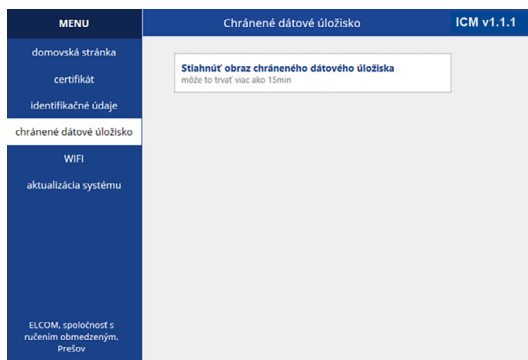 MENU
Chránené dátové úložisko
ICM v1.1.1
domovská stránka
certifikát
identifikačné údaje
chránené dátové úložisko
WIFI
aktualizácia systému
Stiahnúť obraz chráneného dátového úložiska
môže to trvať viac ako 15min
ELCOM, spoločnosť s
ručením obmedzeným.
Prešov